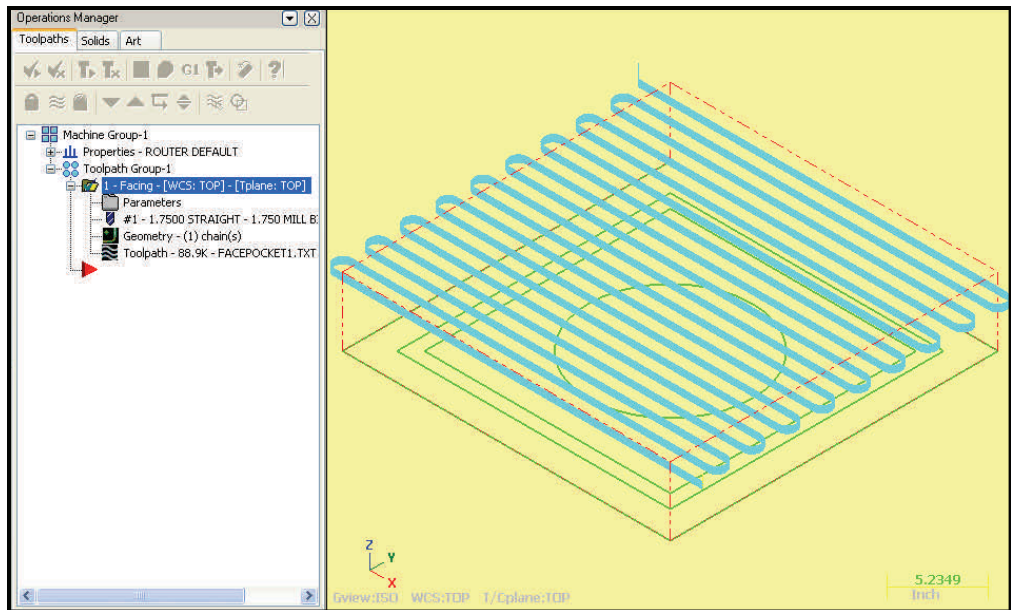 Operations Manager
Toolpaths Solids Art
G1
Machine Group-1
Properties - ROUTER DEFAULT
Toolpath Group-1
1 - Facing - [WCS: TOP] - [Tplane: TOP]
Parameters
#1 - 1.7500 STRAIGHT - 1.750 MILL B
Geometry - (1) chain(s)
Toolpath - 88.9K - FACEPOCKET1.TXT
Z
Y
X
Gview:ISO WCS:TOP T/Cplane:TOP
5.2349
Inch